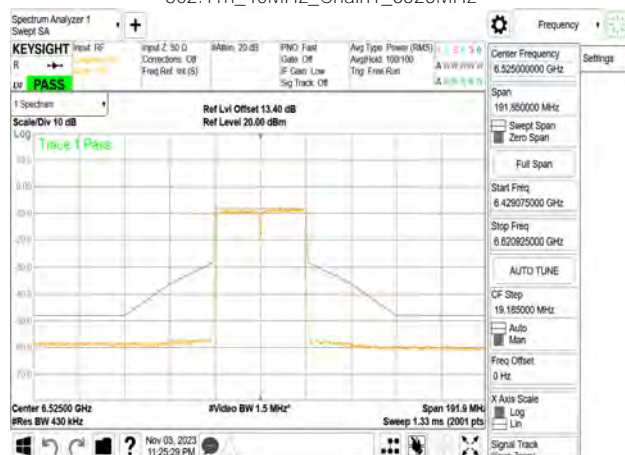 Spectrum Analyzer 1
Swept SA
+
Frequency
KEYSIGHT Input: RF
R
LXI PASS
Input Z: 50 Ω
Corrections: Off
Freq Ref: Int (S)
#Atten: 20 dB
PNO: Fast
Gate: Off
IF Gain: Low
Sig Track: Off
Avg Type: Power (RMS)
Avg|Hold: 100/100
Trig: Free Run
Center Frequency
6.525000000 GHz
Settings
Span
191.850000 MHz
Swept Span
Zero Span
Full Span
Start Freq
6.429075000 GHz
Stop Freq
6.620925000 GHz
AUTO TUNE
CF Step
19.185000 MHz
Auto
Man
Freq Offset
0 Hz
X Axis Scale
Log
Lin
Signal Track
1 Spectrum
Scale/Div 10 dB
Log
Ref Lvl Offset 13.40 dB
Ref Level 20.00 dBm
Trace 1 Pass
Center 6.52500 GHz
#Res BW 430 kHz
#Video BW 1.5 MHz*
Span 191.9 MHz
Sweep 1.33 ms (2001 pts
?
Nov 03, 2023
11:25:29 PM